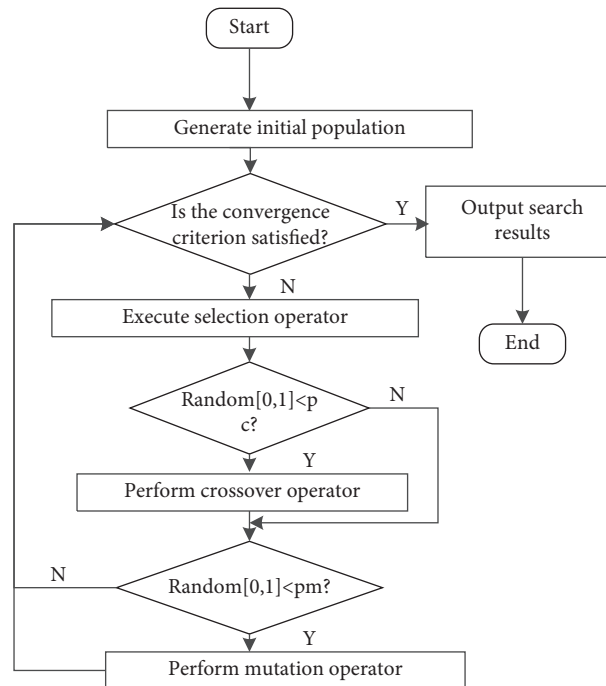 Start
Generate initial population
Is the convergence
criterion satisfied?
Y
Output search
results
N
End
Execute selection operator
Random[0,1]<p
c?
N
Y
Perform crossover operator
N
Random[0,1]<pm?
Y
Perform mutation operator